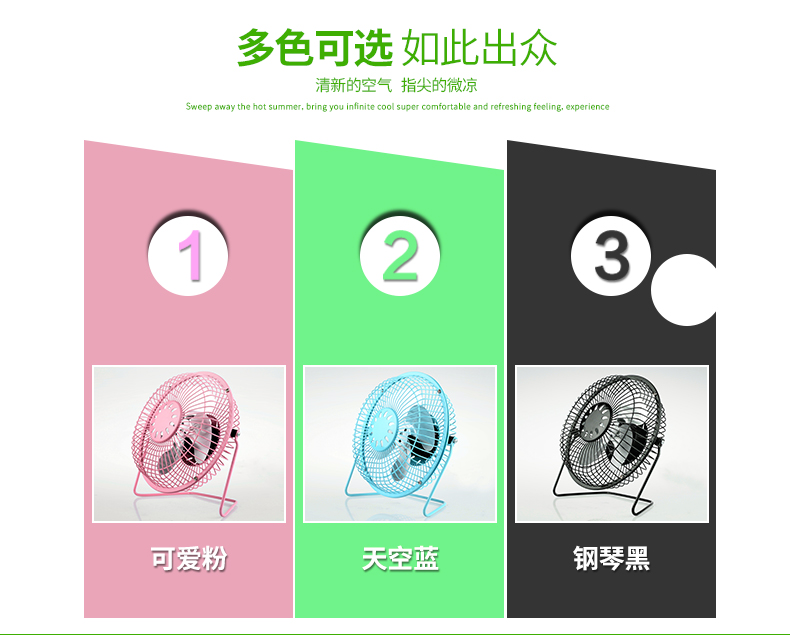 多色可选 如此出众
清新的空气 指尖的微凉
Sweep away the hot summer, bring you infinite cool super comfortable and refreshing feeling, experience
1
2
3
可爱粉
天空蓝
钢琴黑